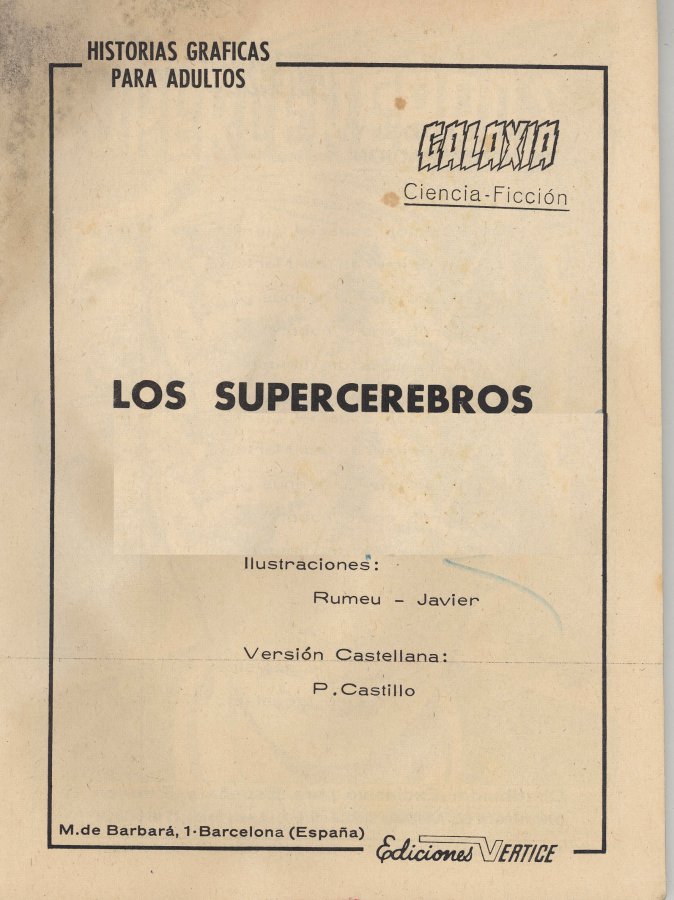 HISTORIAS GRAFICAS
PARA ADULTOS
GALAXIA
Ciencia-Ficción
LOS SUPERCEREBROS
Ilustraciones:
Rumeu - Javier
Versión Castellana:
P.Castillo
M.de Barbará, 1·Barcelona (España)
Ediciones VERTICE